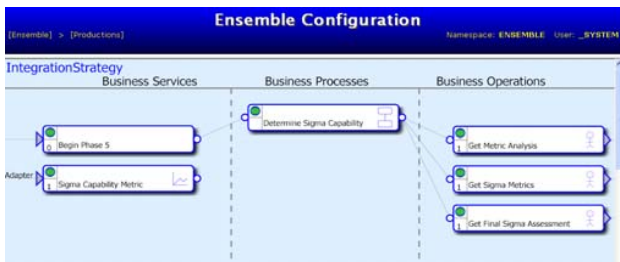 Ensemble Configuration
[Ensemble] > [Productions]
Namespace: ENSEMBLE User: _SYSTEM
IntegrationStrategy
Business Services Business Processes Business Operations
Determine Sigma Capability
0 Begin Phase 5
1 Get Metric Analysis
Adapter
1 Sigma Capability Metric
1 Get Sigma Metrics
1 Get Final Sigma Assessment